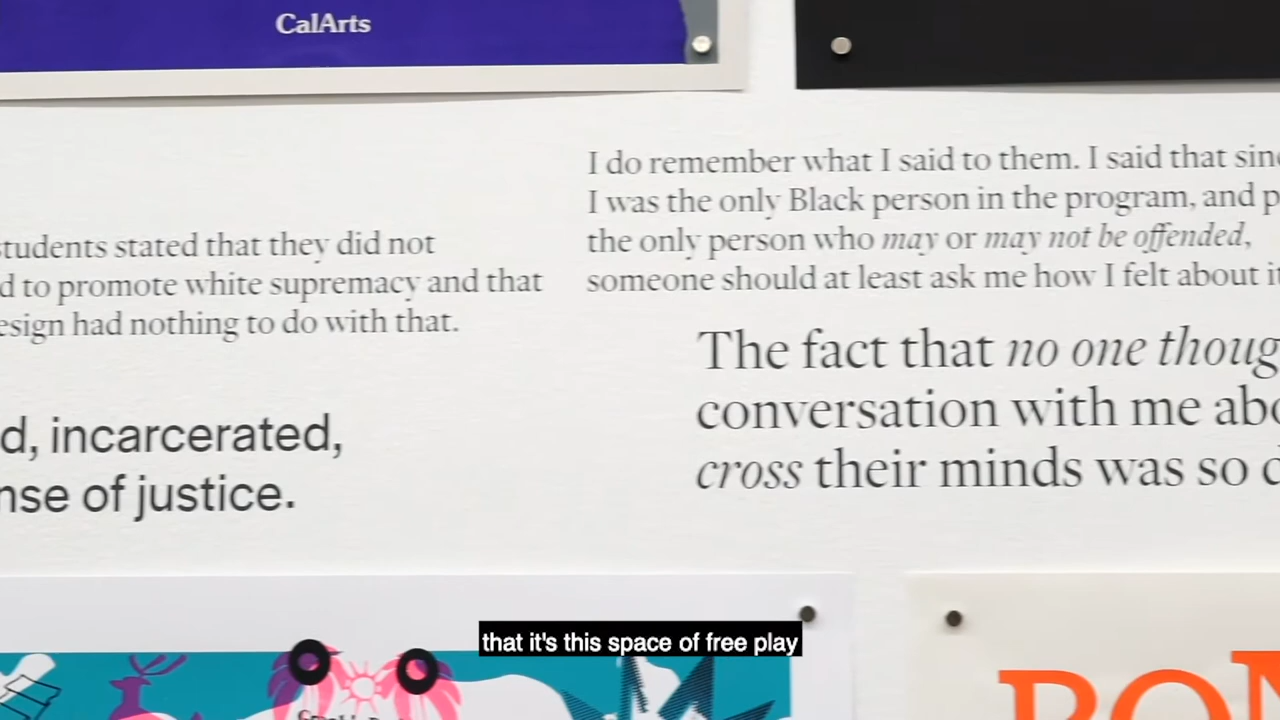 CalArts
students stated that they did not
d to promote white supremacy and that
esign had nothing to do with that.
d, incarcerated,
nse of justice.
I do remember what I said to them. I said that sin
I was the only Black person in the program, and p
the only person who may or may not be offended,
someone should at least ask me how I felt about it
The fact that no one thoug
conversation with me abo
cross their minds was so d
that it's this space of free play